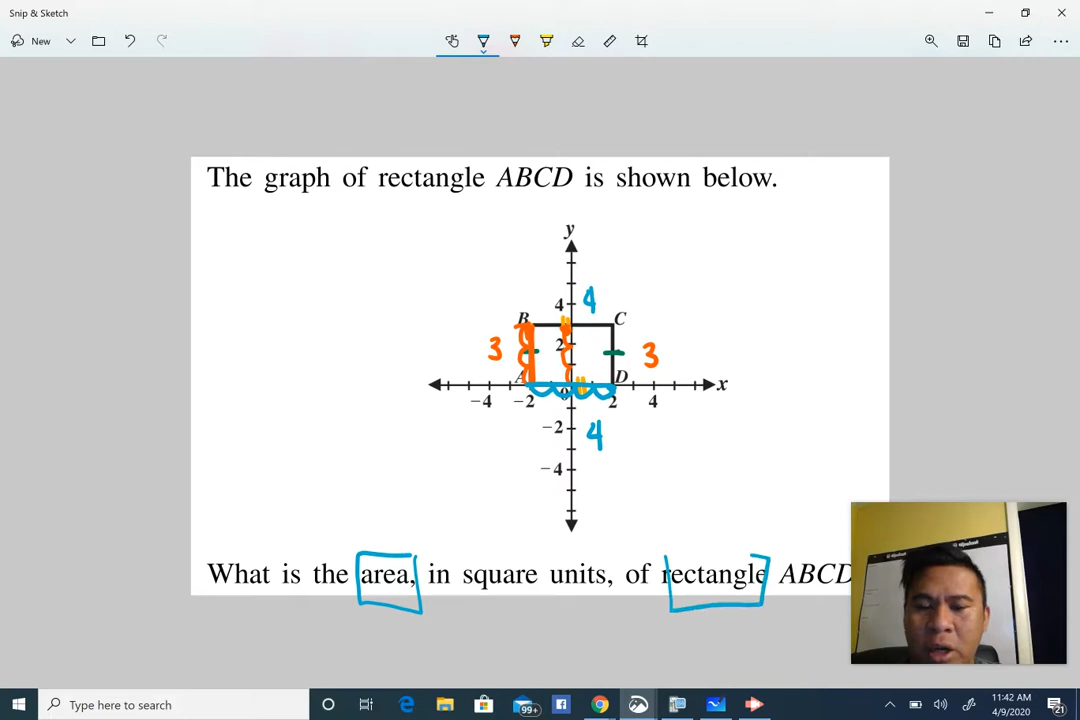 Snip & Sketch
New
The graph of rectangle ABCD is shown below.
y
4
4
B
C
3
2
3
A
D
x
−4
−2
0
2
4
−2
4
−4
What is the area, in square units, of rectangle ABCD
Type here to search
99+
11:42 AM
4/9/2020
21